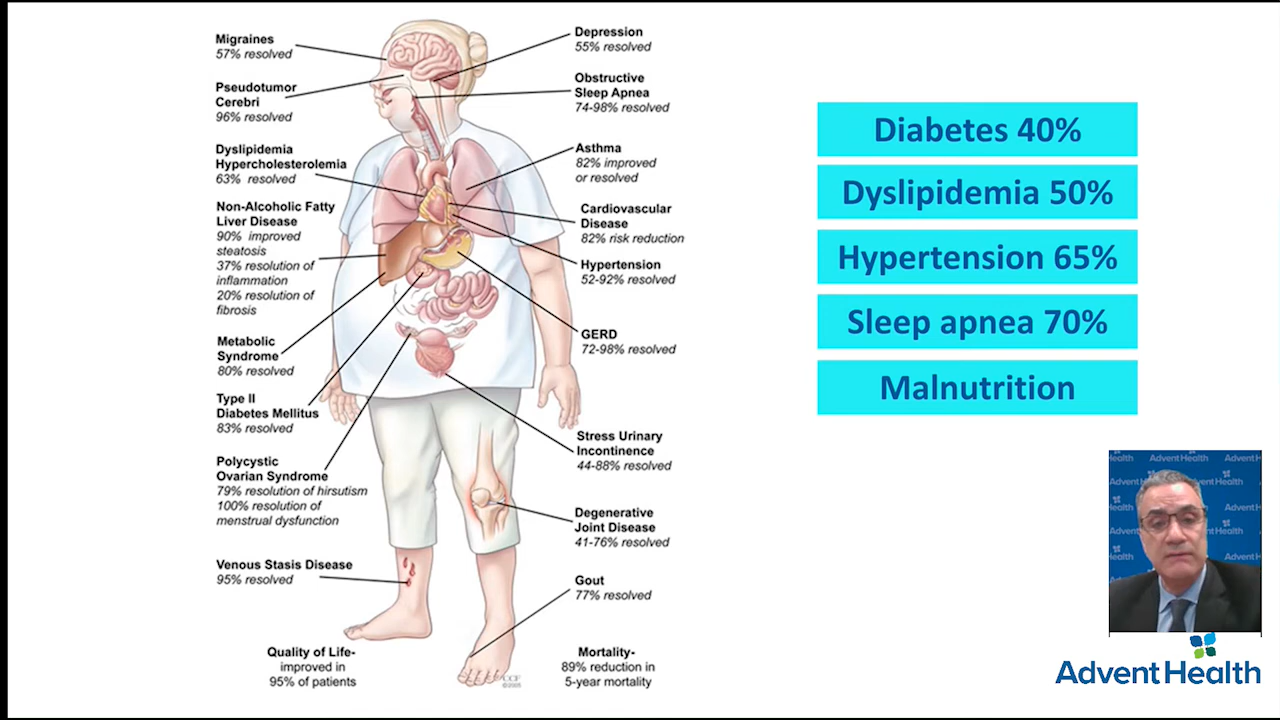 Migraines
57% resolved
Pseudotumor
Cerebri
96% resolved
Dyslipidemia
Hypercholesterolemia
63% resolved
Non-Alcoholic Fatty
Liver Disease
90% improved
steatosis
37% resolution of
inflammation
20% resolution of
fibrosis
Metabolic
Syndrome
80% resolved
Type II
Diabetes Mellitus
83% resolved
Polycystic
Ovarian Syndrome
79% resolution of hirsutism
100% resolution of
menstrual dysfunction
Venous Stasis Disease
95% resolved
Quality of Life-
improved in
95% of patients
Depression
55% resolved
Obstructive
Sleep Apnea
74-98% resolved
Asthma
82% improved
or resolved
Cardiovascular
Disease
82% risk reduction
Hypertension
52-92% resolved
GERD
72-98% resolved
Stress Urinary
Incontinence
44-88% resolved
Degenerative
Joint Disease
41-76% resolved
Gout
77% resolved
Mortality-
89% reduction in
5-year mortality
CCF
©2005
Diabetes 40%
Dyslipidemia 50%
Hypertension 65%
Sleep apnea 70%
Malnutrition
AdventHealth